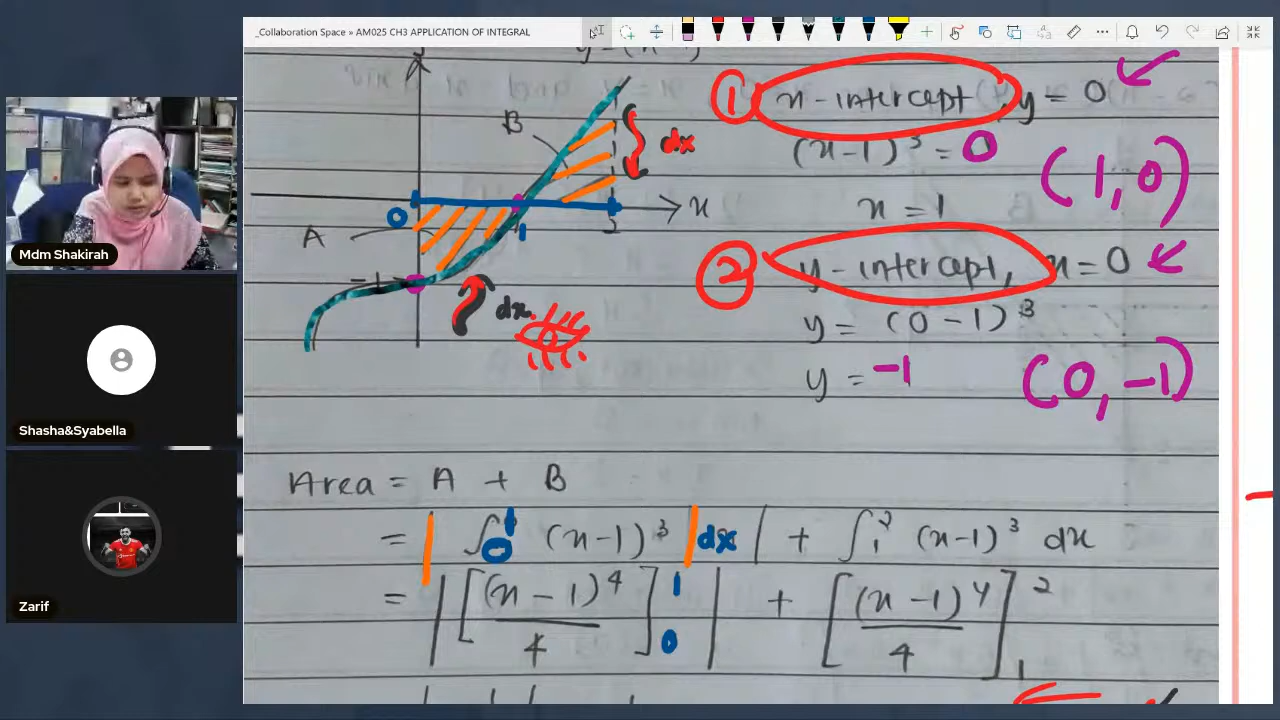 _Collaboration Space » AM025 CH3 APPLICATION OF INTEGRAL
Mdm Shakirah
Shasha&Syabella
Zarif
B
dx
x
0
1
2
A
-1
dx
① x-intercept, y = 0
(x-1)³ = 0
(1, 0)
x = 1
② y-intercept, x = 0
y = (0-1)³
y = -1
(0, -1)
Area = A + B
= | ∫₀¹ (x-1)³ | dx | + ∫₁² (x-1)³ dx
= | [(x-1)⁴/4]₀¹ | + [(x-1)⁴/4]₁²